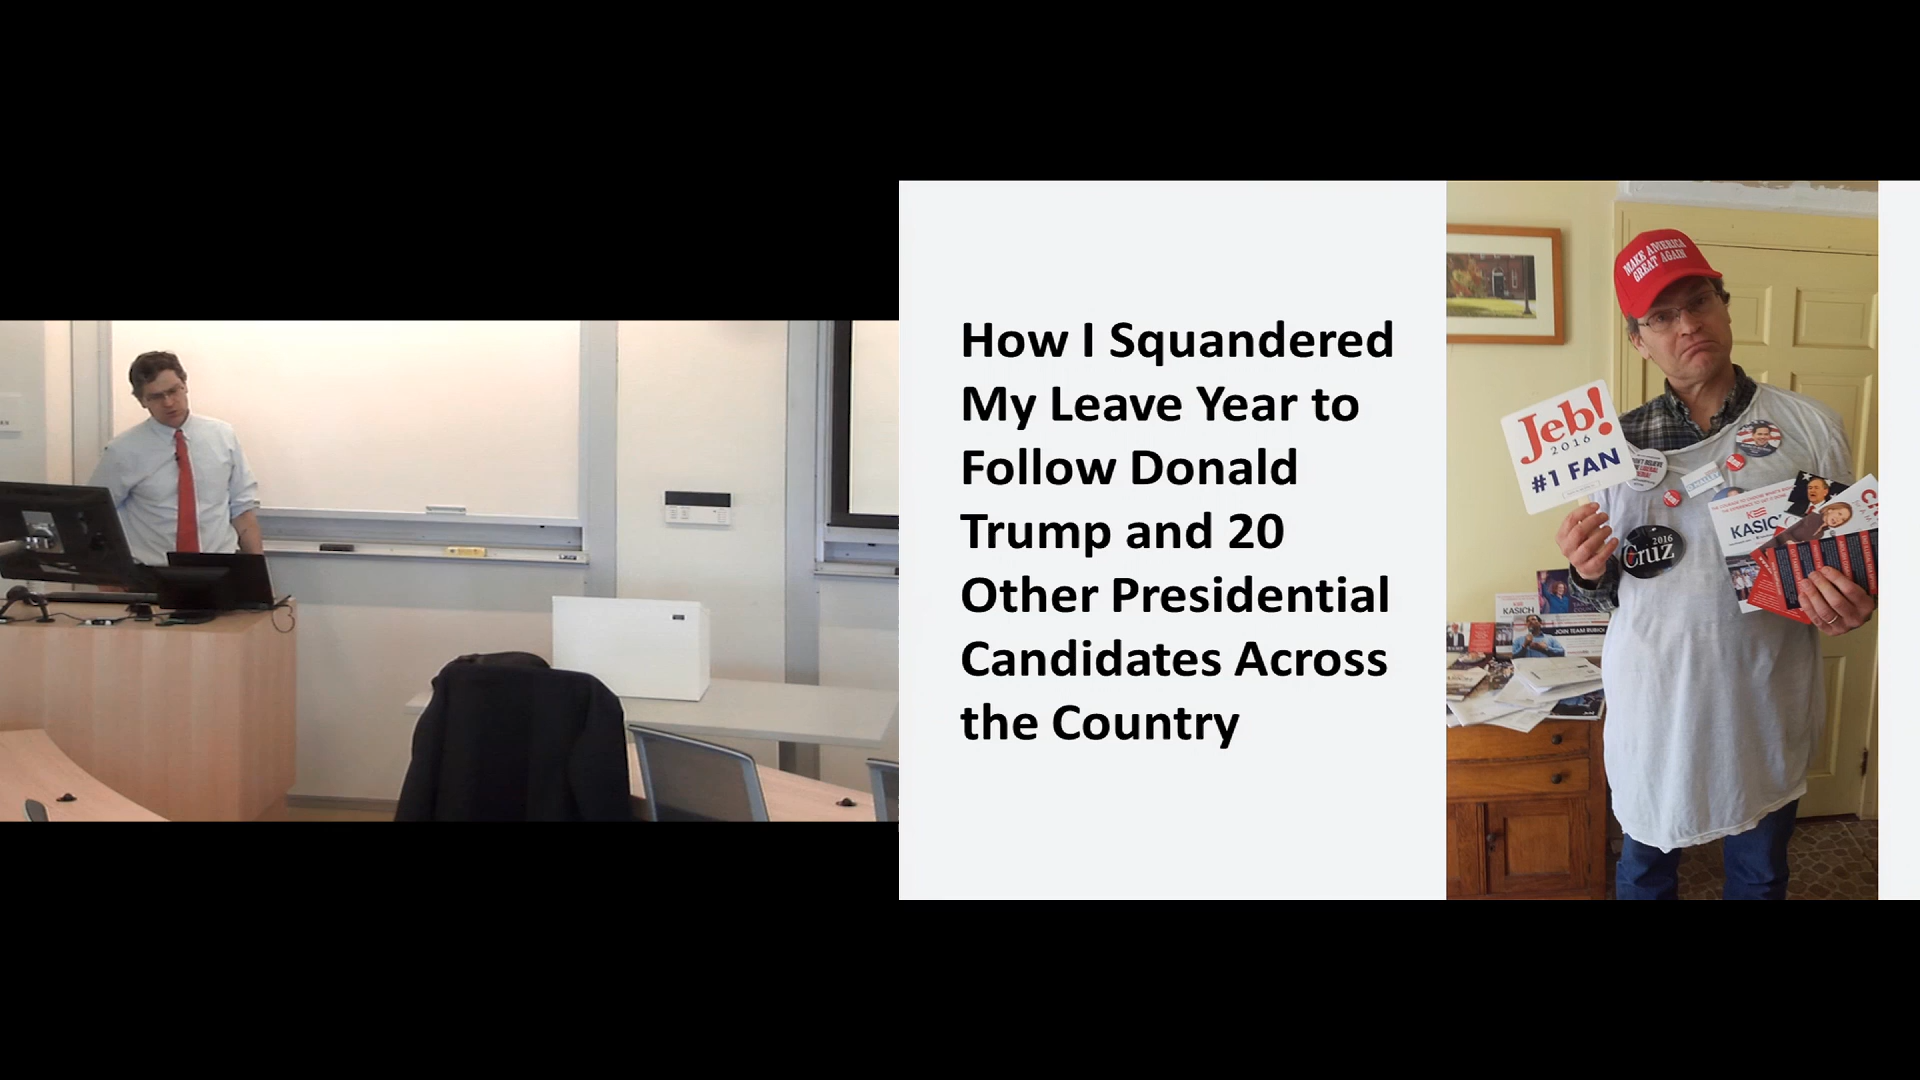 How I Squandered
My Leave Year to
Follow Donald
Trump and 20
Other Presidential
Candidates Across
the Country
MAKE AMERICA
GREAT AGAIN
Jeb!
2016
#1 FAN
2016
Cruz
KASICH
KASICH
JOIN TEAM RUBIO